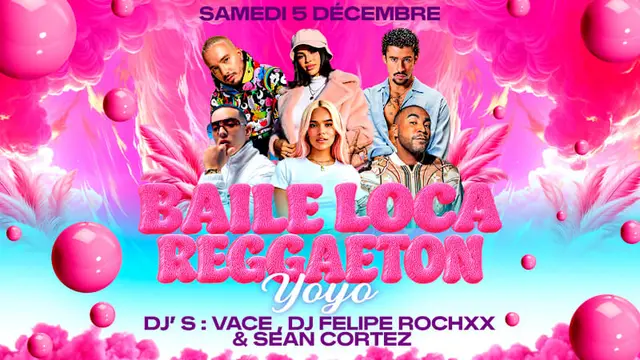 SAMEDI 5 DÉCEMBRE
BAILE LOCA
REGGAETON
Yoyo
DJ' S : VACE , DJ FELIPE ROCHXX
& SEAN CORTEZ